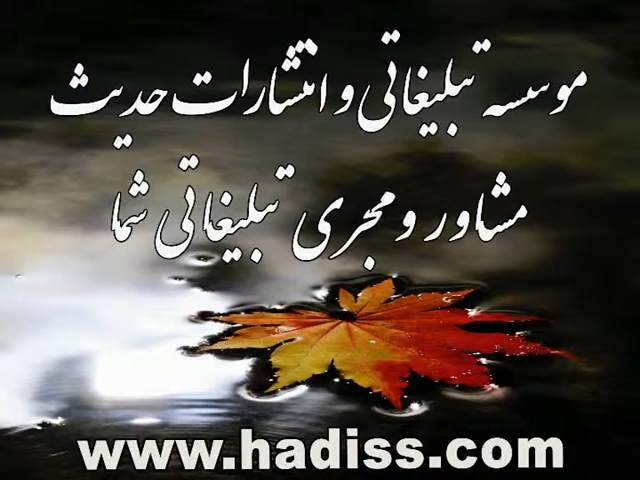 موسسه تبلیغاتی و انتشارات حدیث
مشاور و مجری تبلیغاتی شما
www.hadiss.com